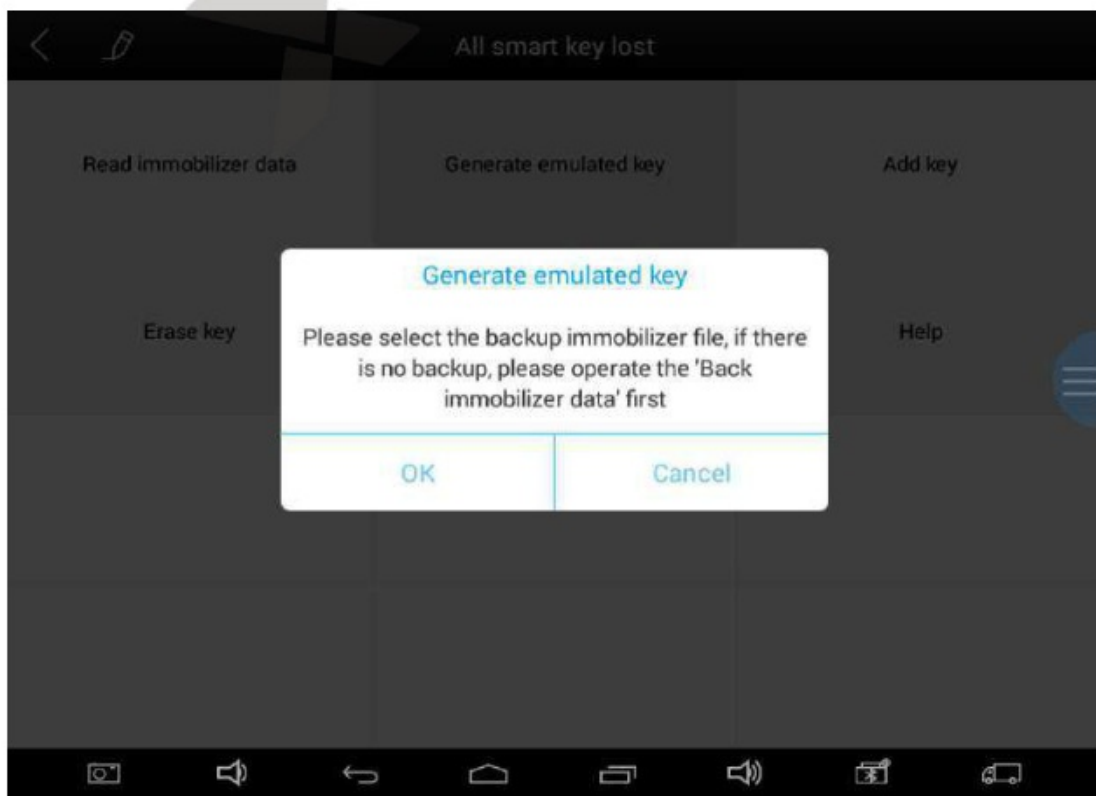 All smart key lost
Read immobilizer data
Generate emulated key
Add key
Erase key
Help
Generate emulated key
Please select the backup immobilizer file, if there
is no backup, please operate the 'Back
immobilizer data' first
OK
Cancel